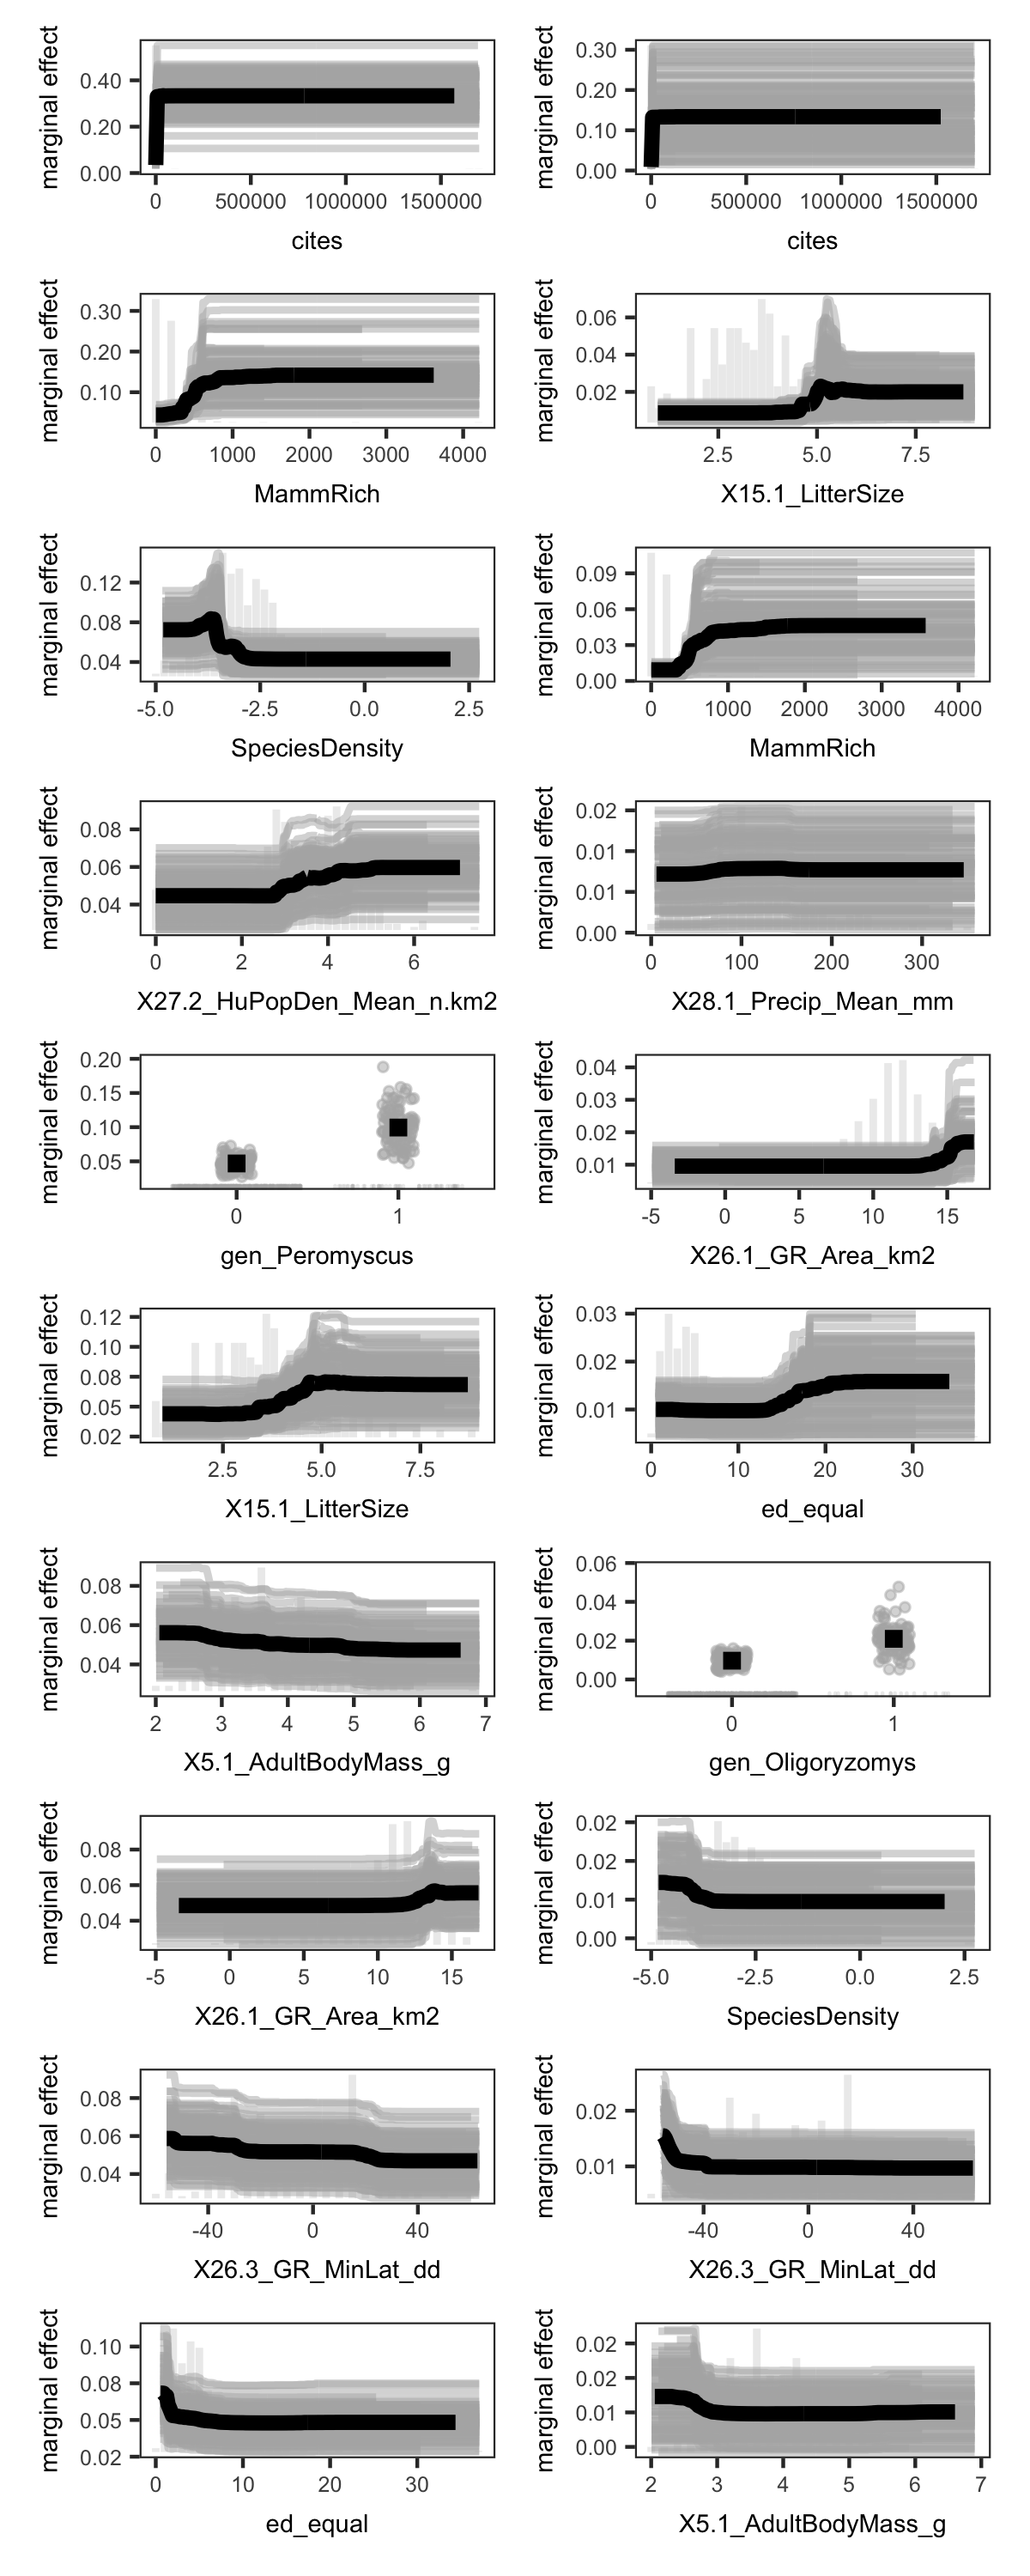 marginal effect
0.40
0.20
0.00
0 500000 1000000 1500000
cites
marginal effect
0.30
0.20
0.10
0.00
0 500000 1000000 1500000
cites
marginal effect
0.30
0.20
0.10
0 1000 2000 3000 4000
MammRich
marginal effect
0.06
0.04
0.02
2.5 5.0 7.5
X15.1_LitterSize
marginal effect
0.12
0.08
0.04
-5.0 -2.5 0.0 2.5
SpeciesDensity
marginal effect
0.09
0.06
0.03
0.00
0 1000 2000 3000 4000
MammRich
marginal effect
0.08
0.06
0.04
0 2 4 6
X27.2_HuPopDen_Mean_n.km2
marginal effect
0.02
0.01
0.01
0.00
0 100 200 300
X28.1_Precip_Mean_mm
marginal effect
0.20
0.15
0.10
0.05
0 1
gen_Peromyscus
marginal effect
0.04
0.03
0.02
0.01
-5 0 5 10 15
X26.1_GR_Area_km2
marginal effect
0.12
0.10
0.08
0.05
0.02
2.5 5.0 7.5
X15.1_LitterSize
marginal effect
0.03
0.02
0.01
0 10 20 30
ed_equal
marginal effect
0.08
0.06
0.04
2 3 4 5 6 7
X5.1_AdultBodyMass_g
marginal effect
0.06
0.04
0.02
0.00
0 1
gen_Oligoryzomys
marginal effect
0.08
0.06
0.04
-5 0 5 10 15
X26.1_GR_Area_km2
marginal effect
0.02
0.02
0.01
0.00
-5.0 -2.5 0.0 2.5
SpeciesDensity
marginal effect
0.08
0.06
0.04
-40 0 40
X26.3_GR_MinLat_dd
marginal effect
0.02
0.01
-40 0 40
X26.3_GR_MinLat_dd
marginal effect
0.10
0.08
0.05
0.02
0 10 20 30
ed_equal
marginal effect
0.02
0.02
0.01
0.00
2 3 4 5 6 7
X5.1_AdultBodyMass_g